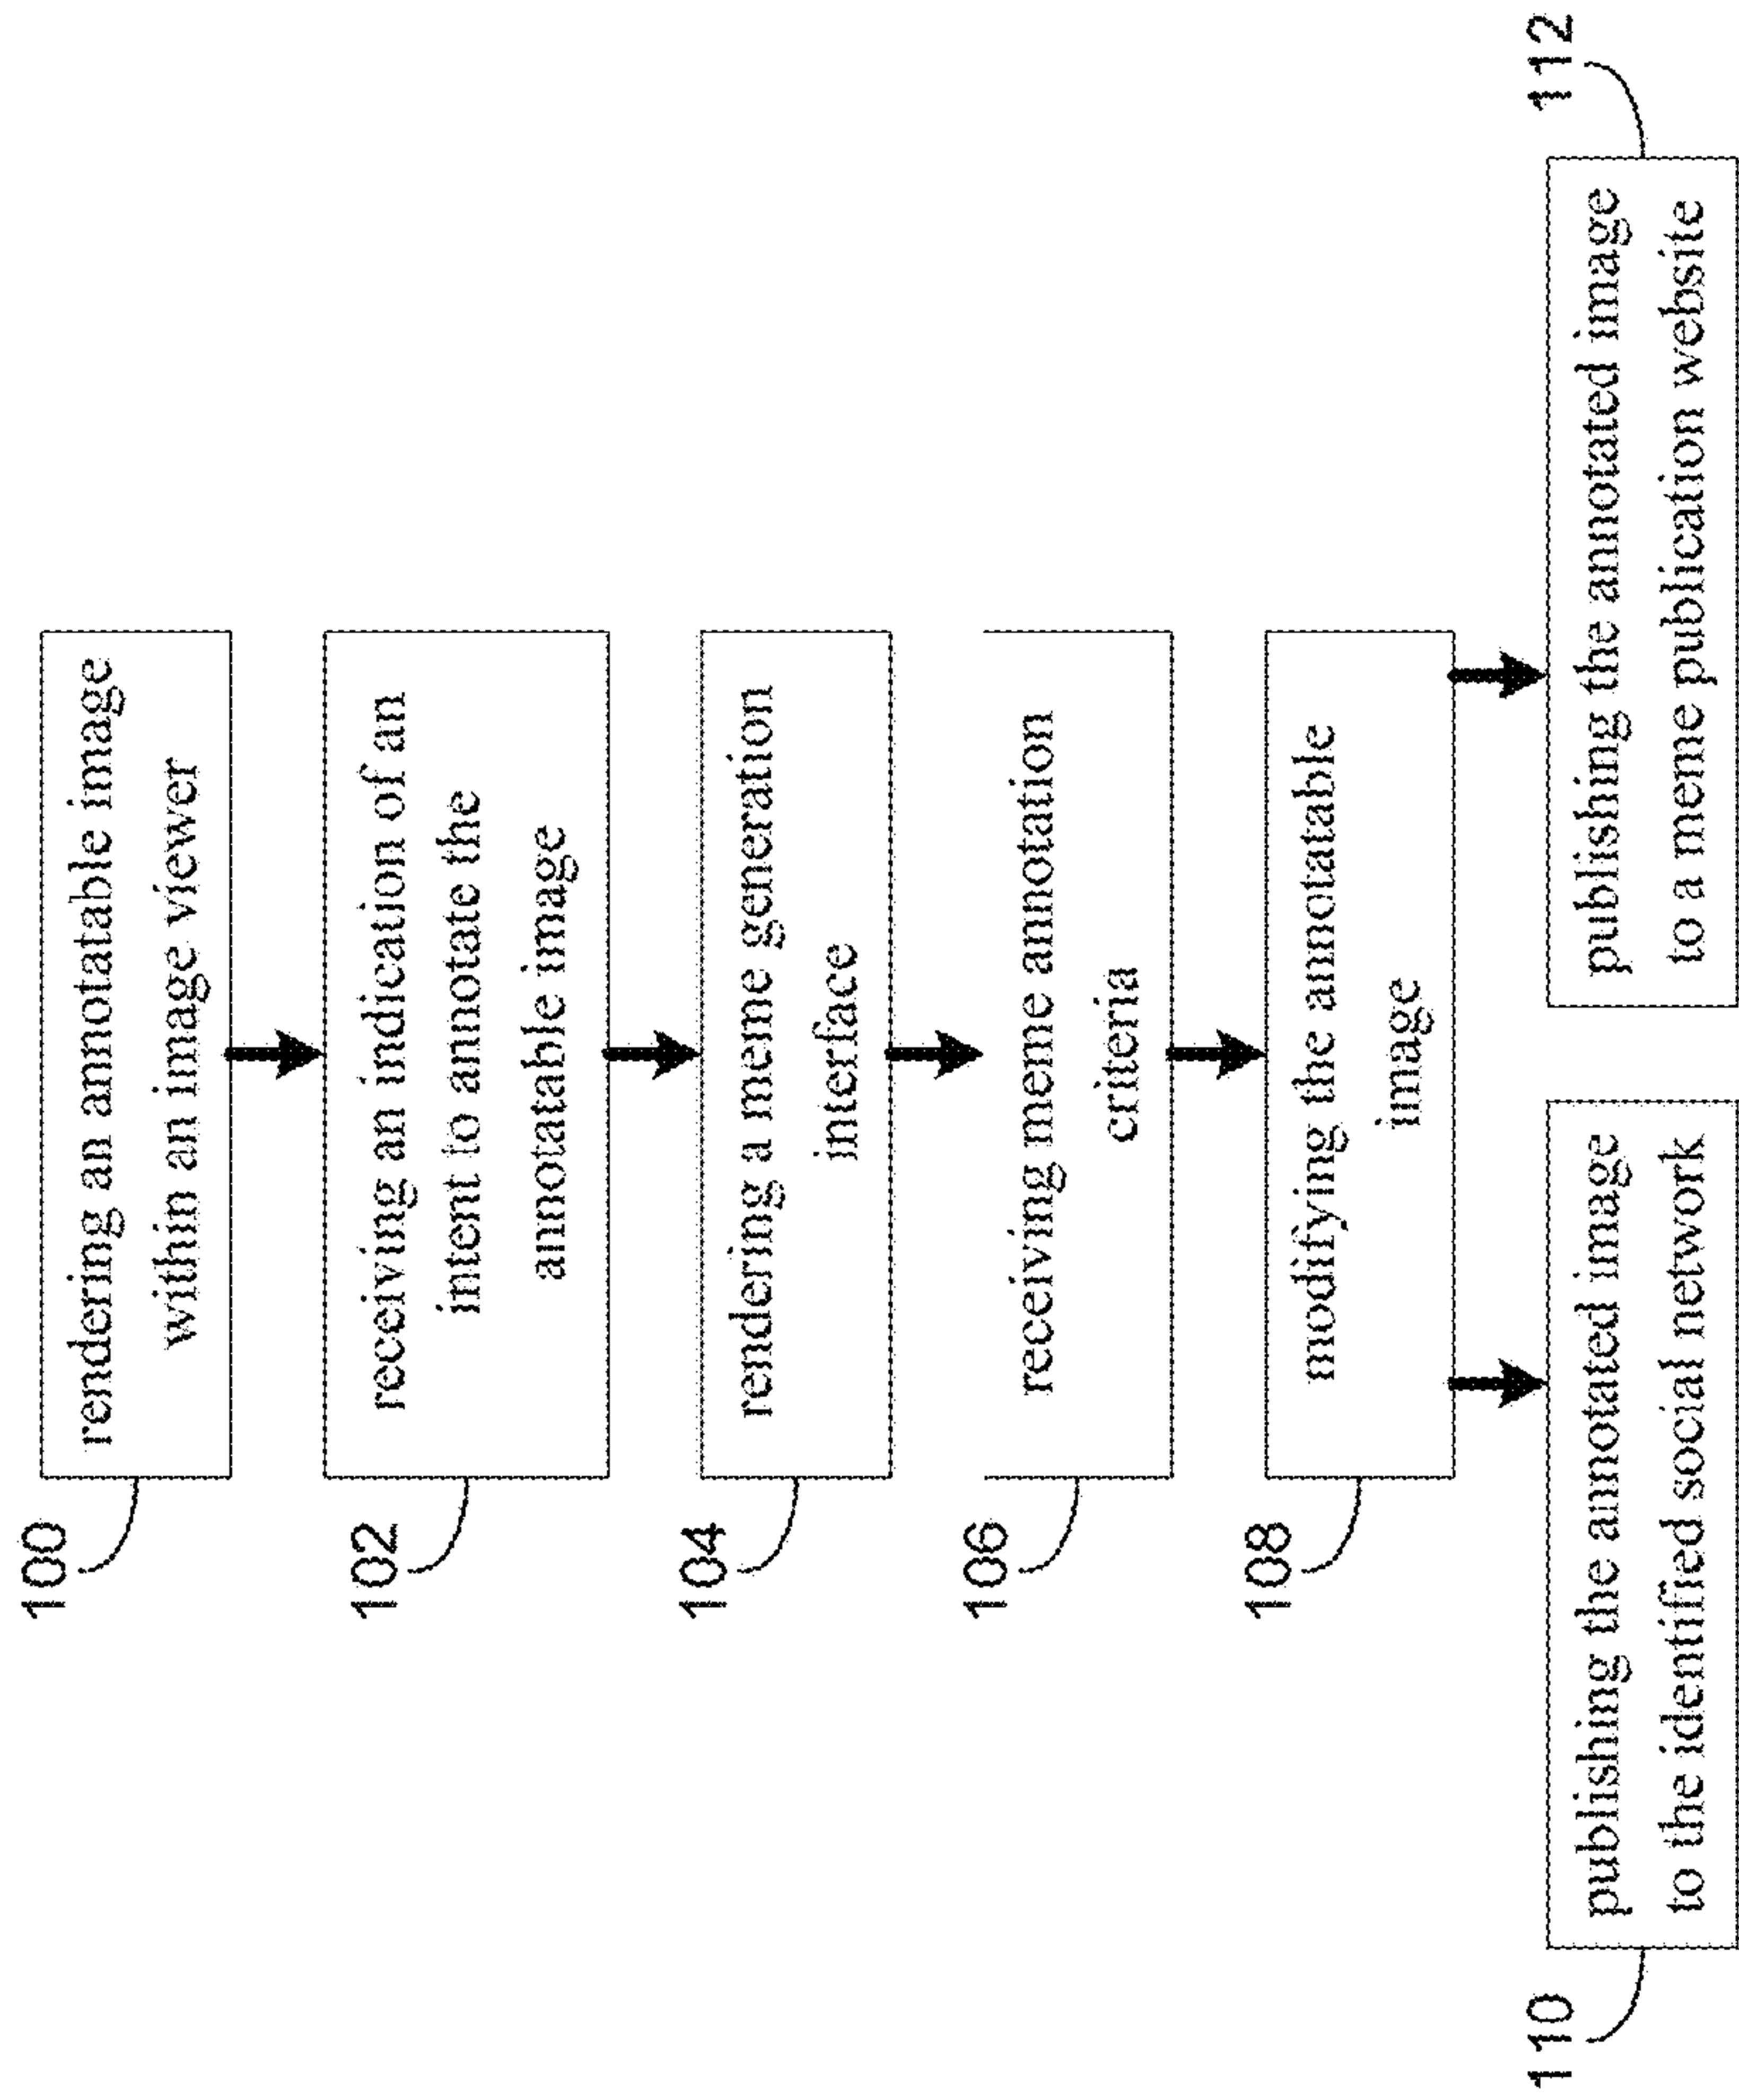 100
rendering an annotatable image
within an image viewer
102
receiving an indication of an
intent to annotate the
annotatable image
104
rendering a meme generation
interface
106
receiving meme annotation
criteria
108
modifying the annotatable
image
110
publishing the annotated image
to the identified social network
publishing the annotated image
to a meme publication website
112